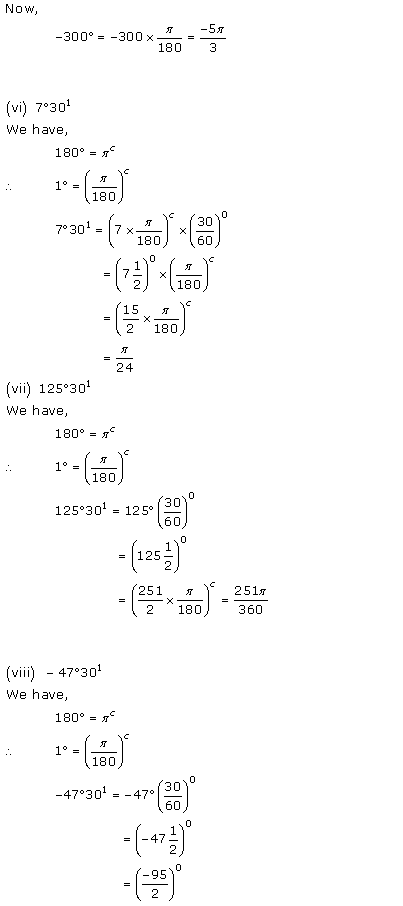 Now,
−300° = −300 × π/180 = −5π/3
(vi) 7°30¹
We have,
180° = πᶜ
∴ 1° = (π/180)ᶜ
7°30¹ = (7 × π/180)ᶜ × (30/60)⁰
= (7 1/2)⁰ × (π/180)ᶜ
= (15/2 × π/180)ᶜ
= π/24
(vii) 125°30¹
We have,
180° = πᶜ
∴ 1° = (π/180)ᶜ
125°30¹ = 125° (30/60)⁰
= (125 1/2)⁰
= (251/2 × π/180)ᶜ = 251π/360
(viii) − 47°30¹
We have,
180° = πᶜ
∴ 1° = (π/180)ᶜ
−47°30¹ = −47° (30/60)⁰
= (−47 1/2)⁰
= (−95/2)⁰